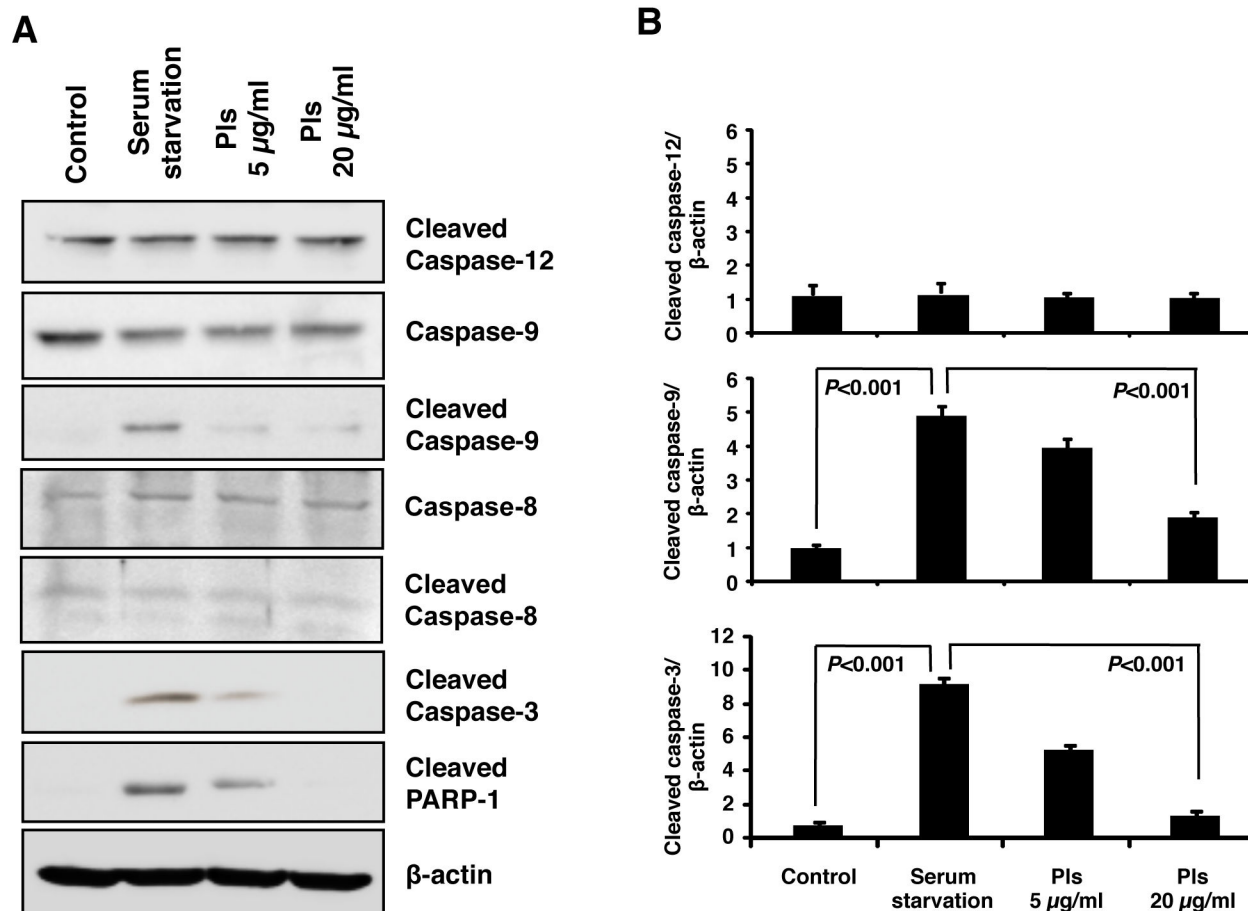 A
Control
Serum
starvation
Pls
5 µg/ml
Pls
20 µg/ml
Cleaved
Caspase-12
Caspase-9
Cleaved
Caspase-9
Caspase-8
Cleaved
Caspase-8
Cleaved
Caspase-3
Cleaved
PARP-1
β-actin
B
Cleaved caspase-12/
β-actin
6
5
4
3
2
1
0
Cleaved caspase-9/
β-actin
6
5
4
3
2
1
0
P<0.001
P<0.001
Cleaved caspase-3/
β-actin
12
10
8
6
4
2
0
P<0.001
P<0.001
Control
Serum
starvation
Pls
5 µg/ml
Pls
20 µg/ml